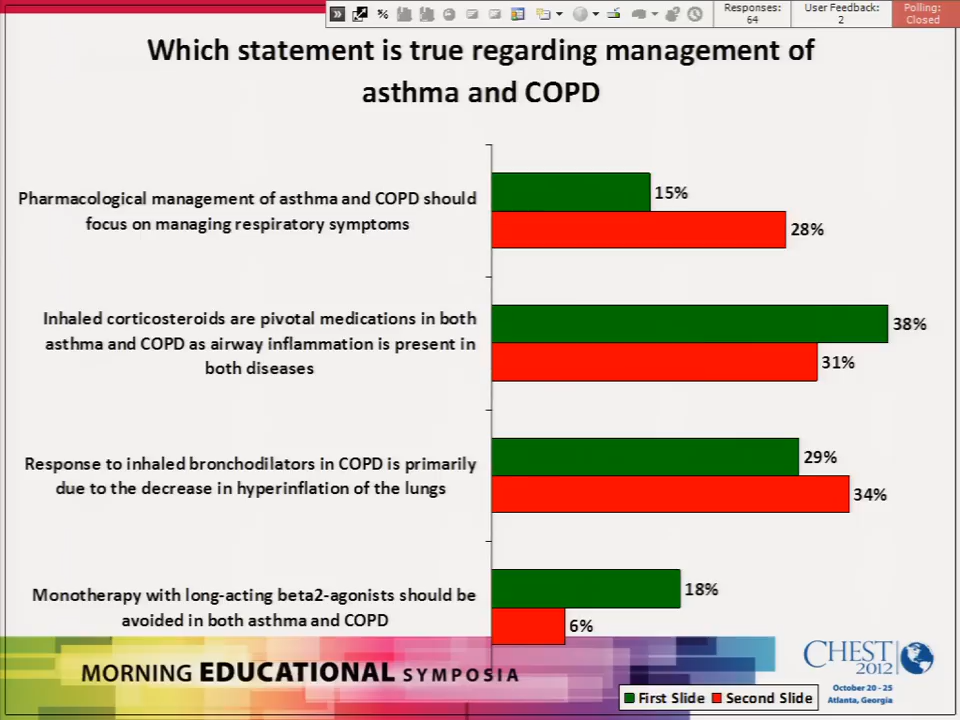 Responses:
64
User Feedback:
2
Polling:
Closed
Which statement is true regarding management of
asthma and COPD
Pharmacological management of asthma and COPD should
focus on managing respiratory symptoms
15%
28%
Inhaled corticosteroids are pivotal medications in both
asthma and COPD as airway inflammation is present in
both diseases
38%
31%
Response to inhaled bronchodilators in COPD is primarily
due to the decrease in hyperinflation of the lungs
29%
34%
Monotherapy with long-acting beta2-agonists should be
avoided in both asthma and COPD
18%
6%
MORNING EDUCATIONAL SYMPOSIA
CHEST
2012
October 20 - 25
Atlanta, Georgia
First Slide Second Slide